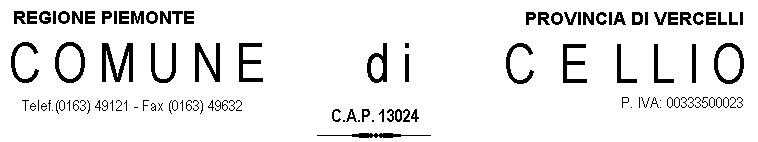 REGIONE PIEMONTE PROVINCIA DI VERCELLI
COMUNE di CELLIO
Telef.(0163) 49121 - Fax (0163) 49632 P. IVA: 00333500023
C.A.P. 13024